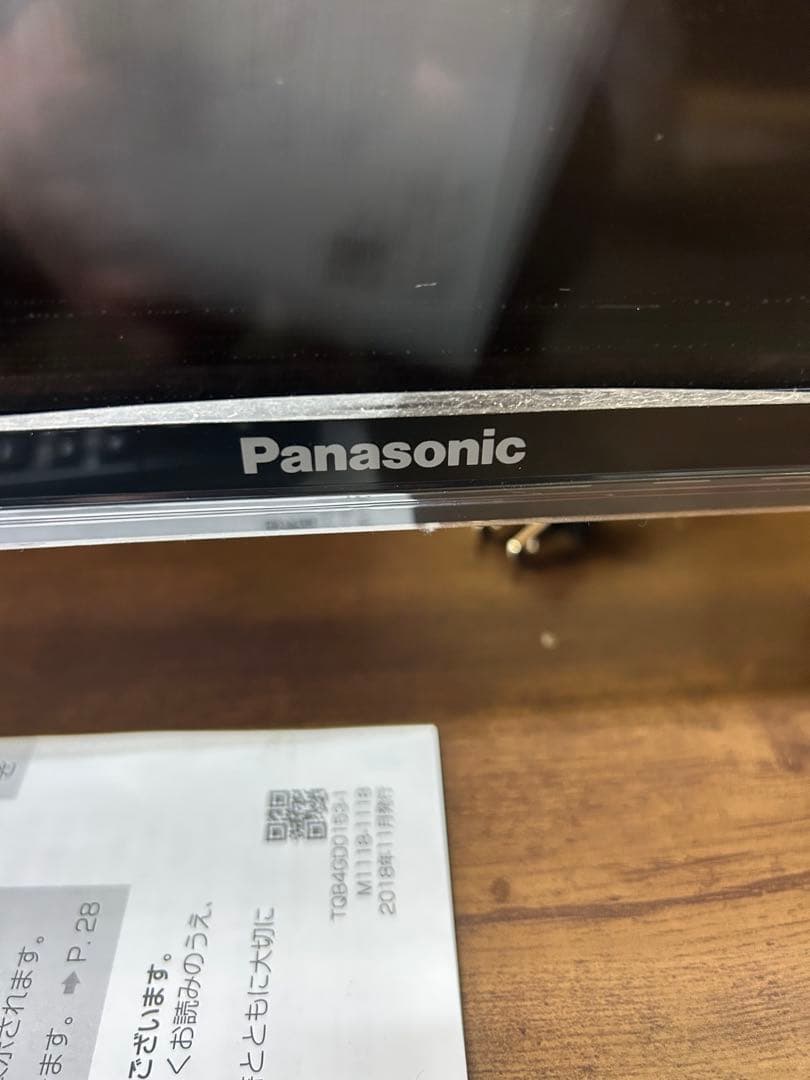 Panasonic
TQB4GD0153-1
M1118-1118
2018年11月発行
ございます。
くお読みのうえ、
とともに大切に
されます。
ます。➡ P. 28